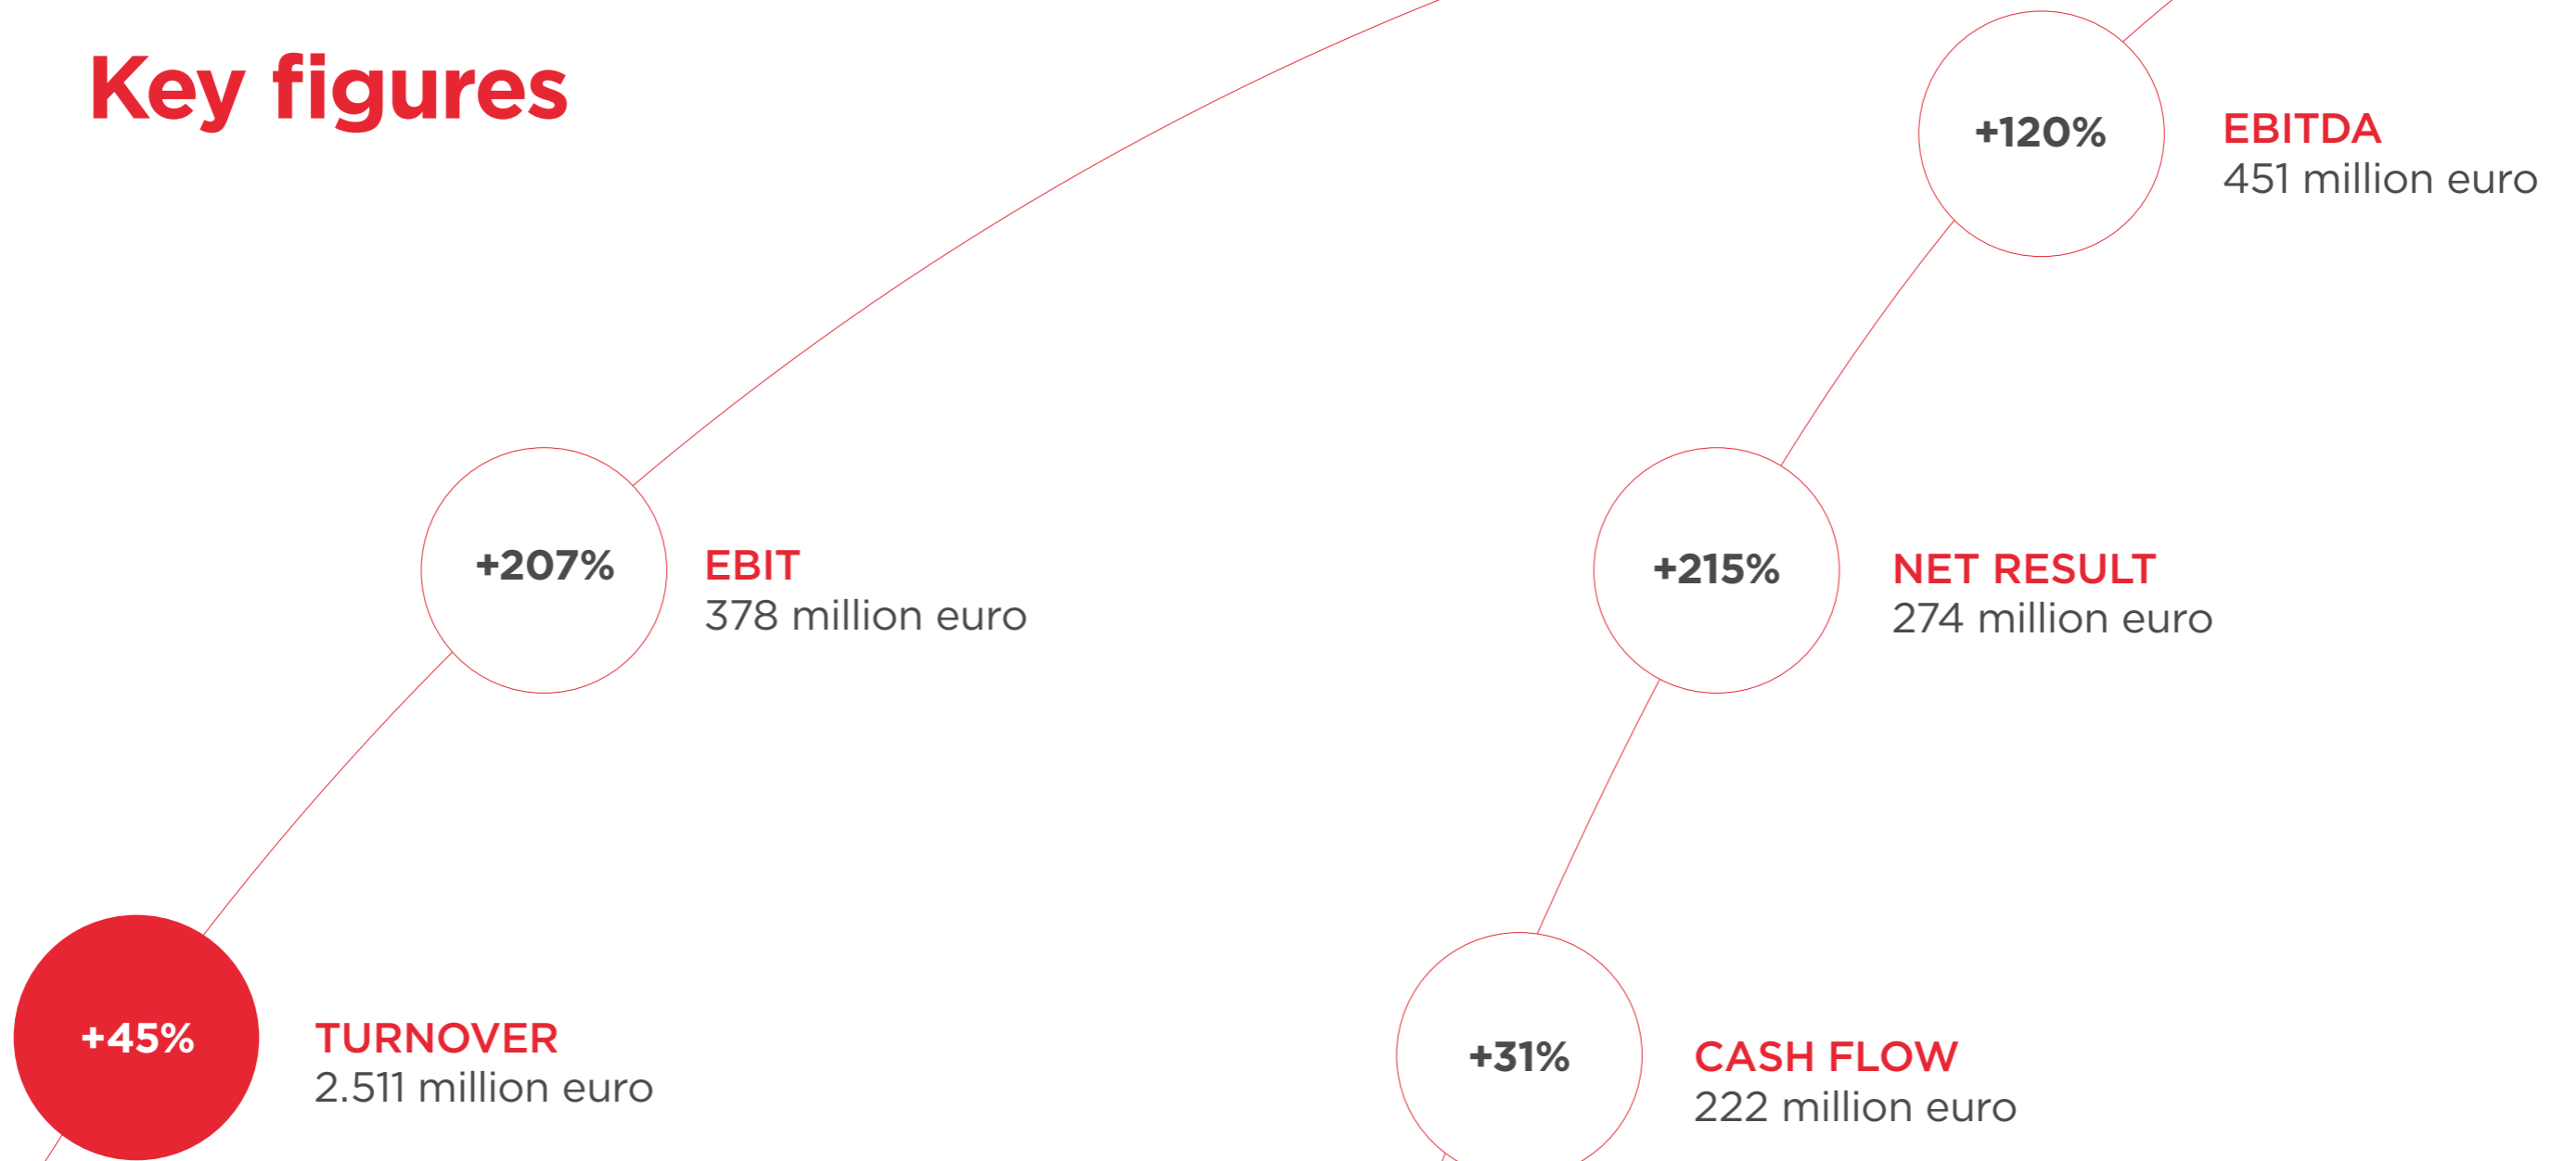 Key figures
+120%
EBITDA
451 million euro
+207%
EBIT
378 million euro
+215%
NET RESULT
274 million euro
+45%
TURNOVER
2.511 million euro
+31%
CASH FLOW
222 million euro